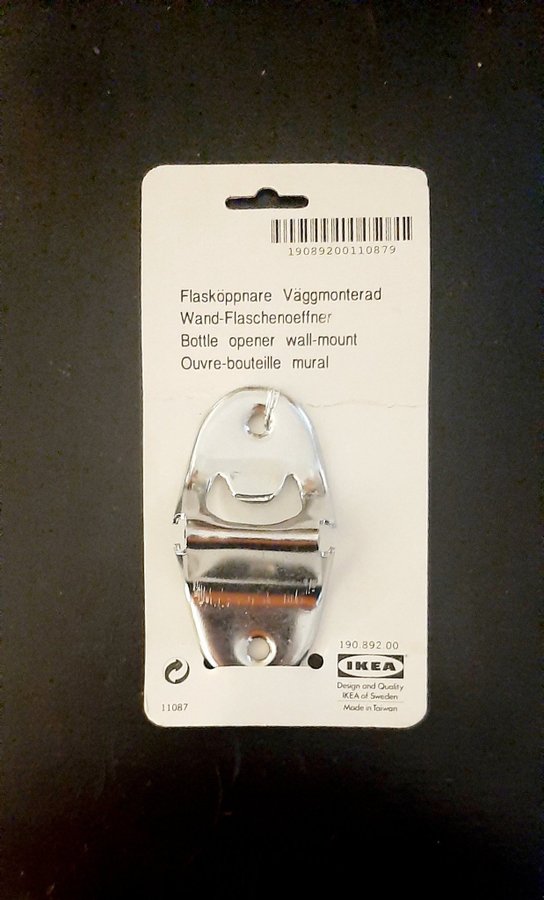 19089200110879
Flasköppnare Väggmonterad
Wand-Flaschenoeffner
Bottle opener wall-mount
Ouvre-bouteille mural
190.892.00
IKEA
Design and Quality
IKEA of Sweden
Made in Taiwan
11087